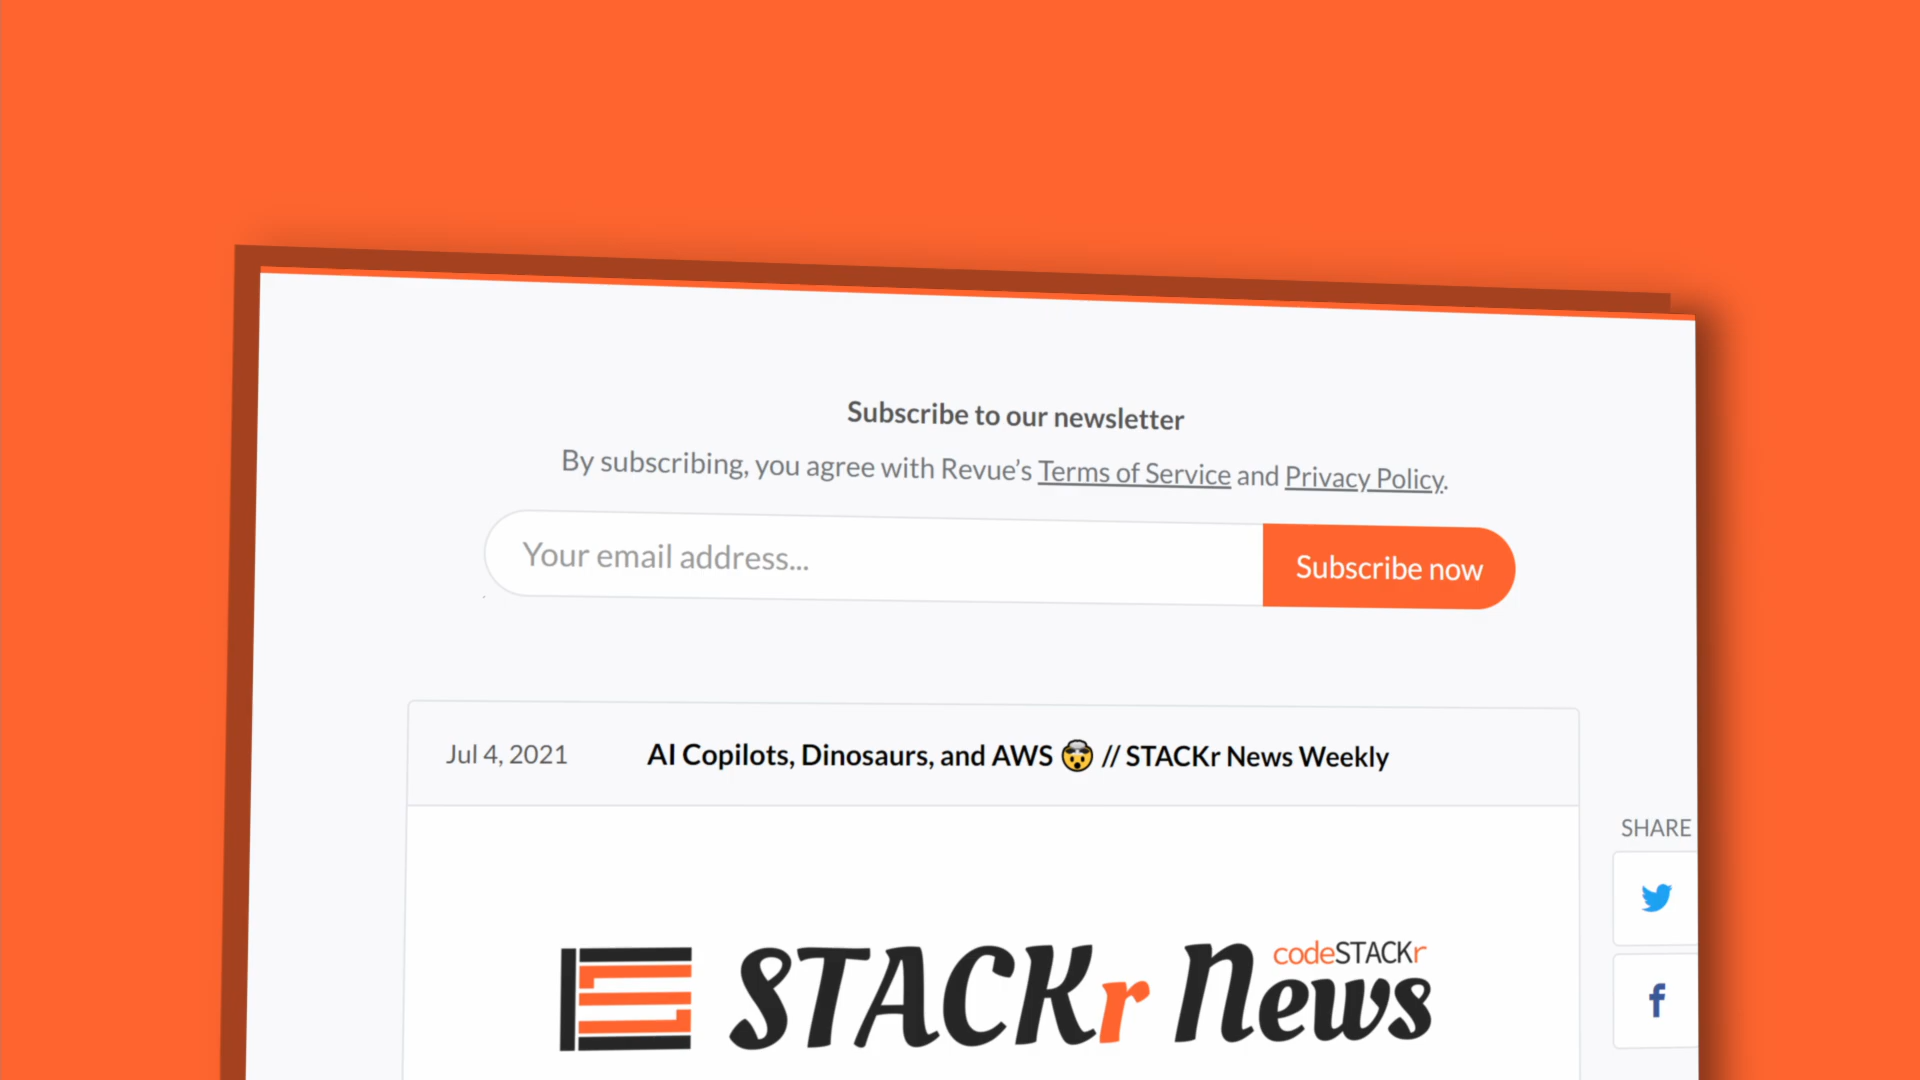 Subscribe to our newsletter
By subscribing, you agree with Revue's Terms of Service and Privacy Policy.
Your email address...
Subscribe now
Jul 4, 2021
AI Copilots, Dinosaurs, and AWS 🤯 // STACKr News Weekly
SHARE
codeSTACKr
STACKr News